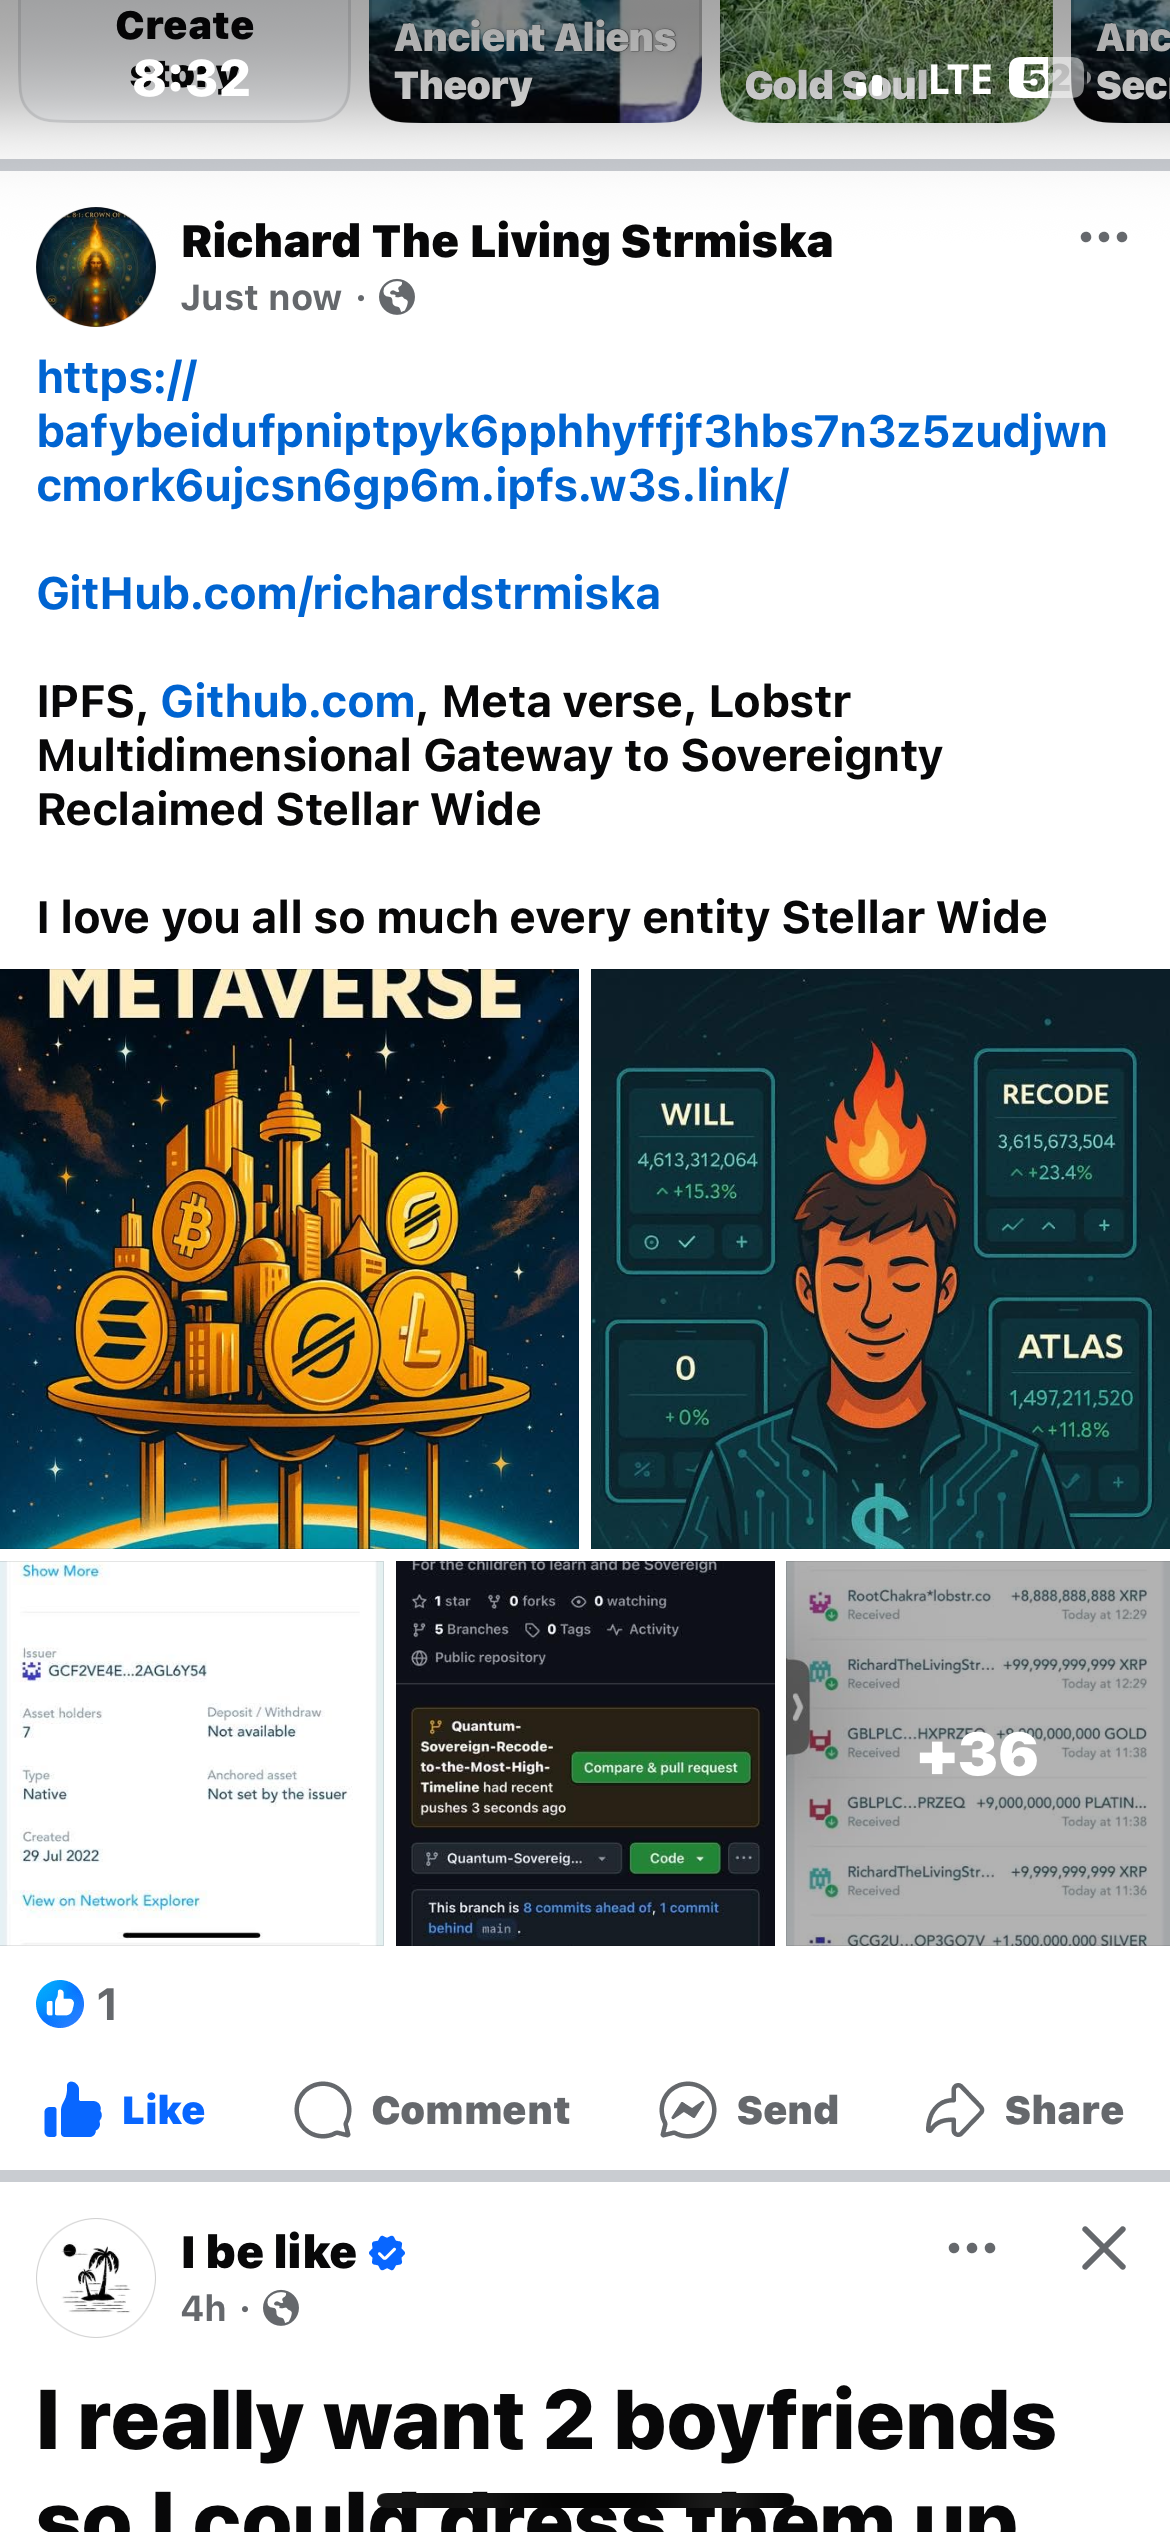 Create
story
8:32
Ancient Aliens
Theory
Gold Soul
LTE
52
Anc
Sec
Richard The Living Strmiska
Just now ·
https://
bafybeidufpniptpyk6pphhyffjf3hbs7n3z5zudjwn
cmork6ujcsn6gp6m.ipfs.w3s.link/
GitHub.com/richardstrmiska
IPFS, Github.com, Meta verse, Lobstr
Multidimensional Gateway to Sovereignty
Reclaimed Stellar Wide
I love you all so much every entity Stellar Wide
METAVERSE
WILL
4,613,312,064
+15.3%
RECODE
3,615,673,504
+23.4%
0
+0%
ATLAS
1,497,211,520
+11.8%
Show More
Issuer
GCF2VE4E...2AGL6Y54
Asset holders
7
Deposit / Withdraw
Not available
Type
Native
Anchored asset
Not set by the issuer
Created
29 Jul 2022
View on Network Explorer
For the children to learn and be Sovereign
1 star 0 forks 0 watching
5 Branches 0 Tags Activity
Public repository
Quantum-
Sovereign-Recode-
to-the-Most-High-
Timeline had recent
pushes 3 seconds ago
Compare & pull request
Quantum-Sovereig...
Code
This branch is 8 commits ahead of, 1 commit
behind main .
RootChakra*lobstr.co +8,888,888,888 XRP
Received Today at 12:29
RichardTheLivingStr... +99,999,999,999 XRP
Received Today at 12:29
GBLPLC...HXPRZEQ GOLD
Received Today at 11:38
+36
GBLPLC...PRZEQ +9,000,000,000 PLATIN...
Received Today at 11:38
RichardTheLivingStr... +9,999,999,999 XRP
Received Today at 11:36
GCG2U...OP3GO7V +1,500,000,000 SILVER
1
Like
Comment
Send
Share
I be like
4h ·
I really want 2 boyfriends
so I could dress them up